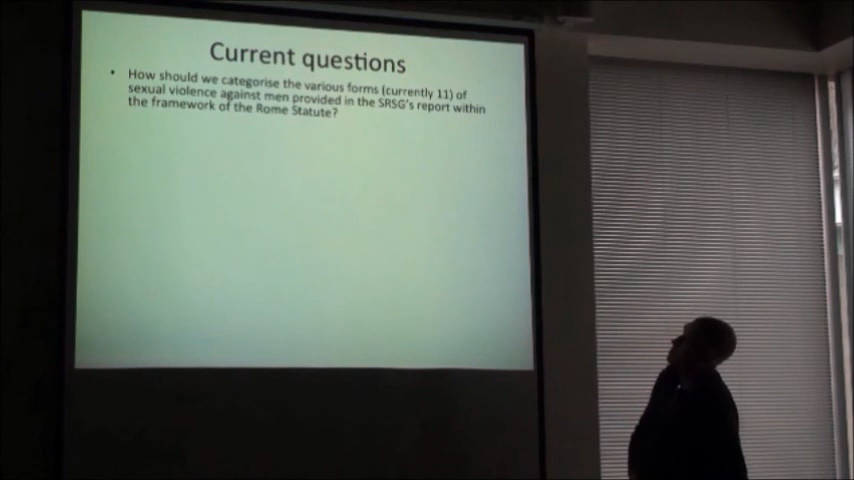 Current questions
• How should we categorise the various forms (currently 11) of
sexual violence against men provided in the SRSG's report within
the framework of the Rome Statute?